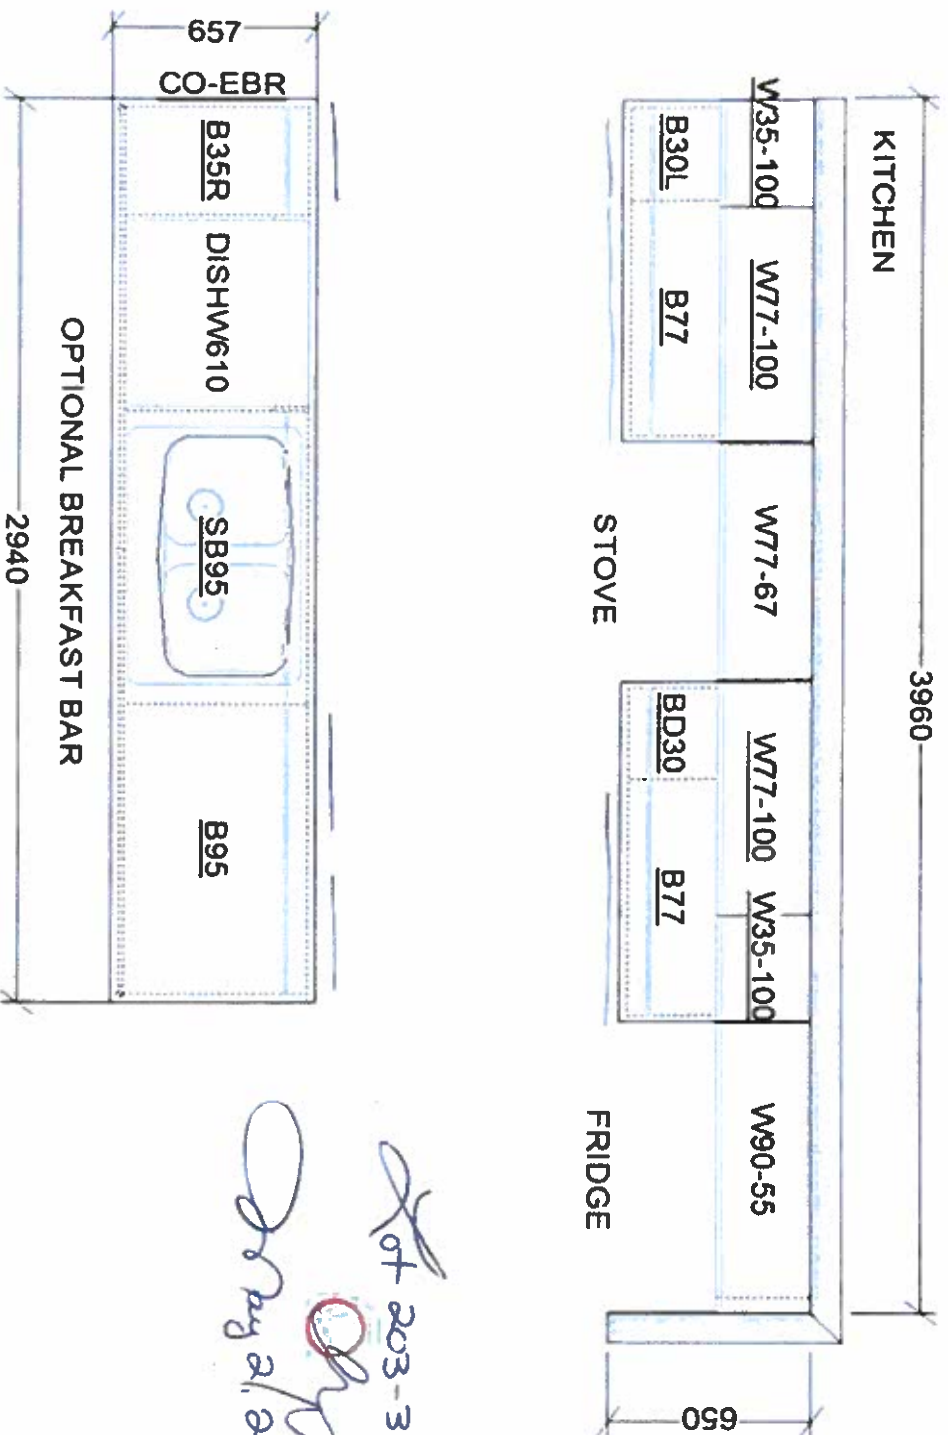 KITCHEN
3960
W35-100
W77-100
W77-67
W77-100
W35-100
W90-55
B30L
B77
BD30
B77
STOVE
FRIDGE
650
657
CO-EBR
B35R
DISHW610
SB95
B95
OPTIONAL BREAKFAST BAR
2940
Lot 203-3